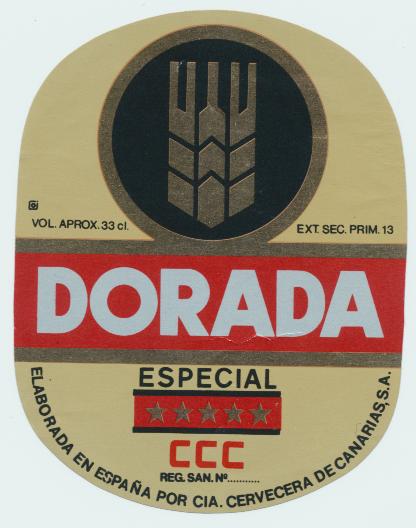 VOL. APROX. 33 cl.
EXT. SEC. PRIM. 13
DORADA
ESPECIAL
CCC
REG. SAN. Nº............
ELABORADA EN ESPAÑA POR CIA. CERVECERA DE CANARIAS, S.A.